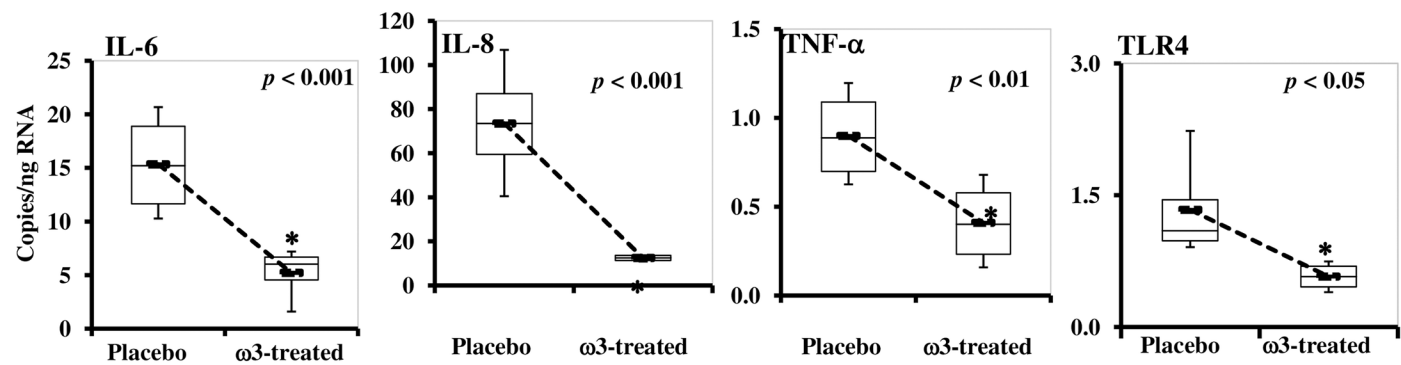 IL-6
p < 0.001
Copies/ng RNA
25
20
15
10
5
0
*
Placebo
ω3-treated
IL-8
p < 0.001
120
100
80
60
40
20
0
*
Placebo
ω3-treated
TNF-α
p < 0.01
1.5
1.0
0.5
0.0
*
Placebo
ω3-treated
TLR4
p < 0.05
3.0
1.5
0.0
*
Placebo
ω3-treated